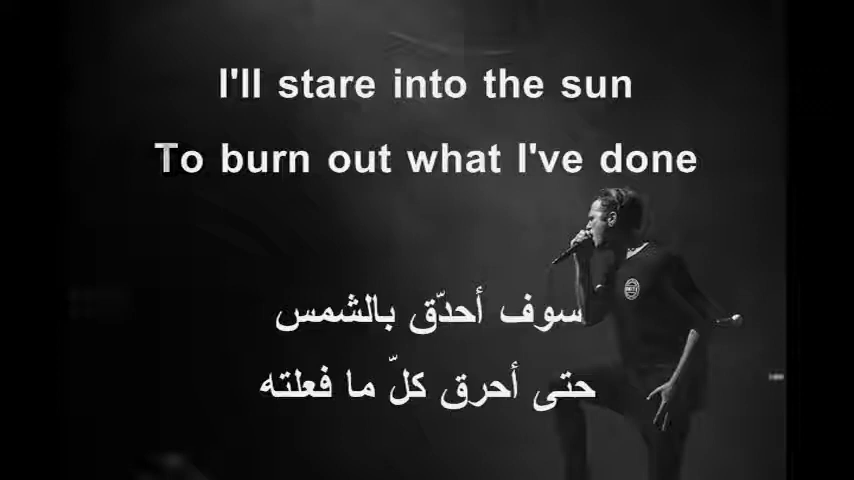 I'll stare into the sun
To burn out what I've done
سوف أحدّق بالشمس
حتى أحرق كلّ ما فعلته